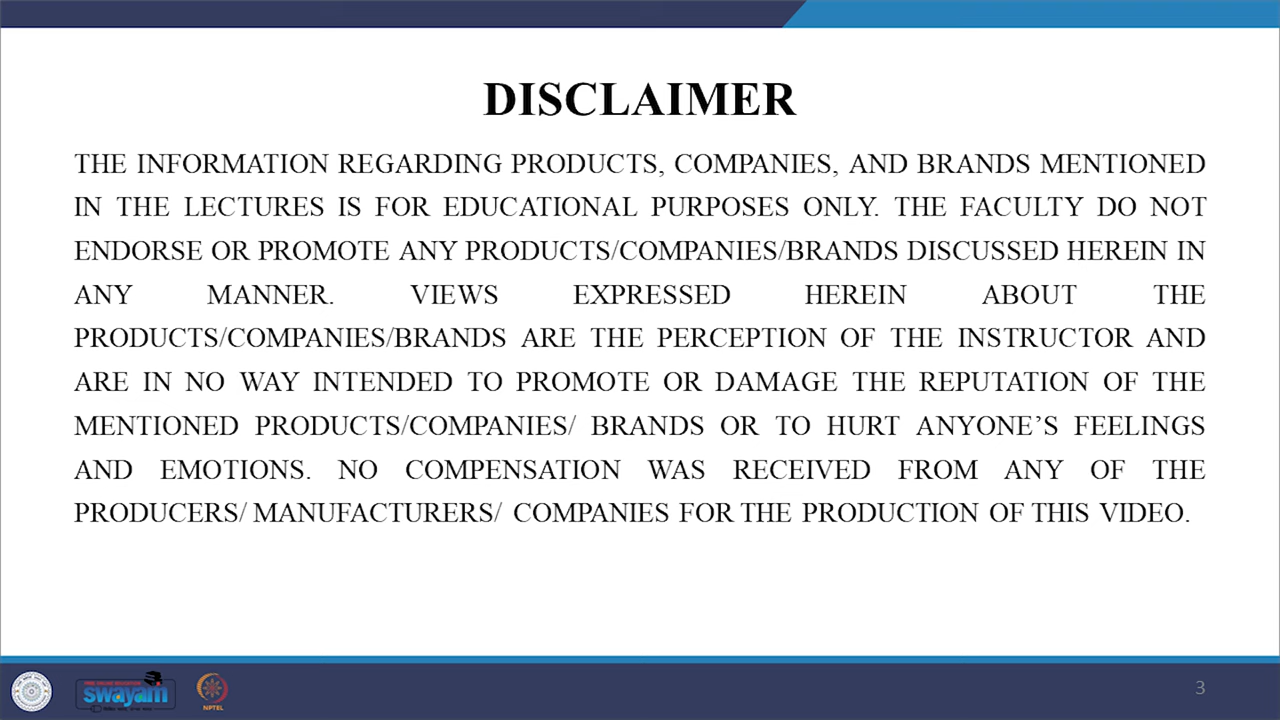 DISCLAIMER
THE INFORMATION REGARDING PRODUCTS, COMPANIES, AND BRANDS MENTIONED
IN THE LECTURES IS FOR EDUCATIONAL PURPOSES ONLY. THE FACULTY DO NOT
ENDORSE OR PROMOTE ANY PRODUCTS/COMPANIES/BRANDS DISCUSSED HEREIN IN
ANY MANNER. VIEWS EXPRESSED HEREIN ABOUT THE
PRODUCTS/COMPANIES/BRANDS ARE THE PERCEPTION OF THE INSTRUCTOR AND
ARE IN NO WAY INTENDED TO PROMOTE OR DAMAGE THE REPUTATION OF THE
MENTIONED PRODUCTS/COMPANIES/ BRANDS OR TO HURT ANYONE’S FEELINGS
AND EMOTIONS. NO COMPENSATION WAS RECEIVED FROM ANY OF THE
PRODUCERS/ MANUFACTURERS/ COMPANIES FOR THE PRODUCTION OF THIS VIDEO.
swayam
NPTEL
3